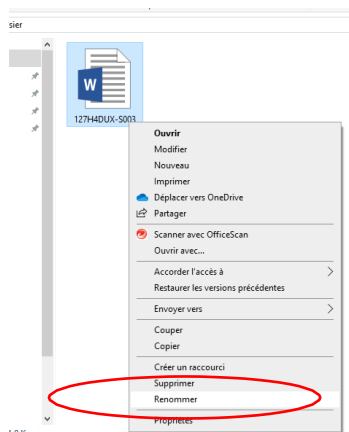 sier
W
127H4DUX-S003
Ouvrir
Modifier
Nouveau
Imprimer
Déplacer vers OneDrive
Partager
Scanner avec OfficeScan
Ouvrir avec...
Accorder l'accès à
Restaurer les versions précédentes
Envoyer vers
Couper
Copier
Créer un raccourci
Supprimer
Renommer
Propriétés